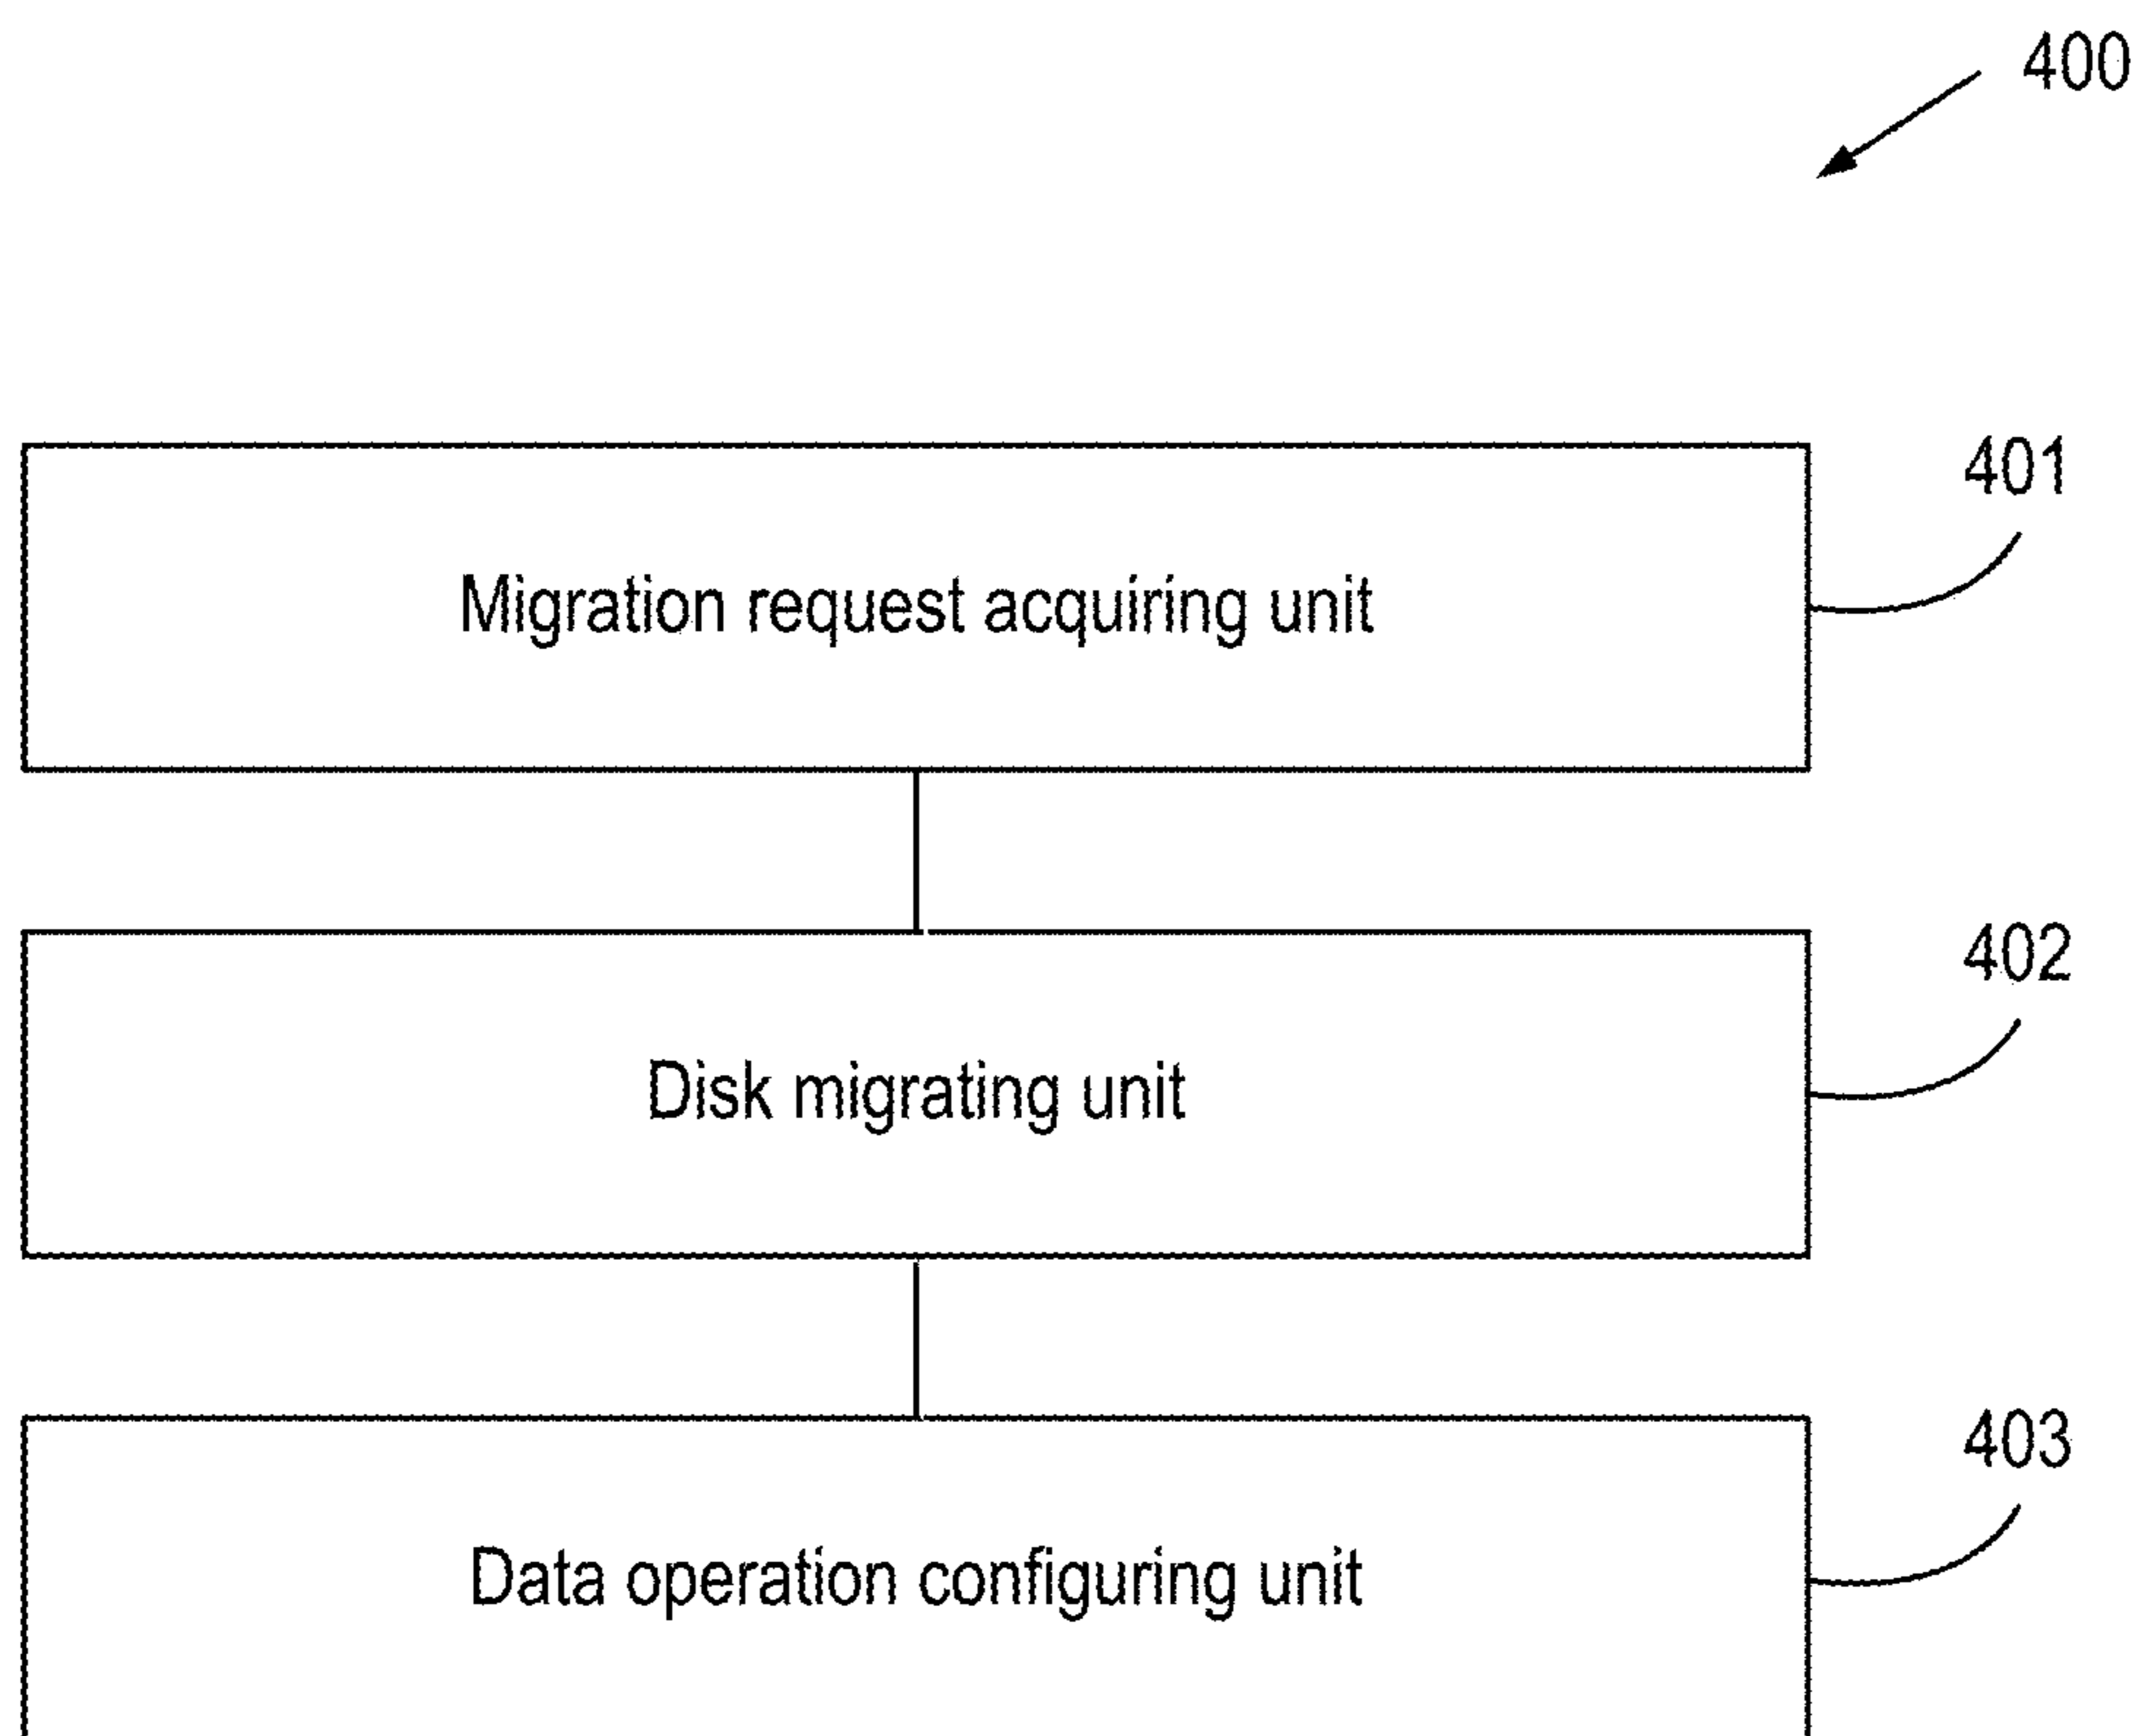 400
401
Migration request acquiring unit
402
Disk migrating unit
403
Data operation configuring unit